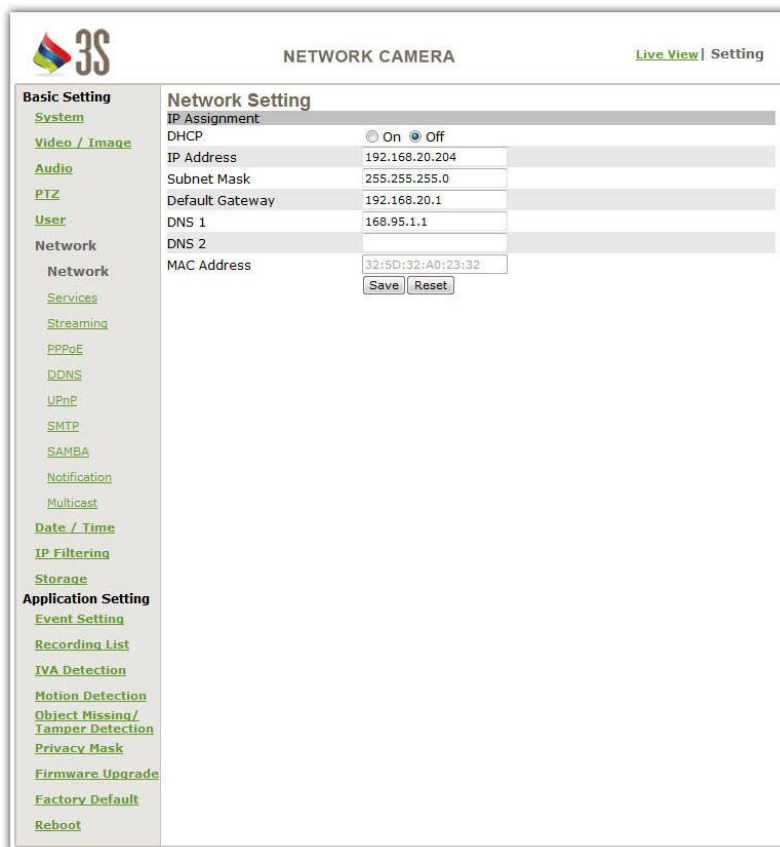 3S
NETWORK CAMERA
Live View| Setting
Basic Setting
System
Video / Image
Audio
PTZ
User
Network
Network
Services
Streaming
PPPoE
DDNS
UPnP
SMTP
SAMBA
Notification
Multicast
Date / Time
IP Filtering
Storage
Application Setting
Event Setting
Recording List
IVA Detection
Motion Detection
Object Missing/
Tamper Detection
Privacy Mask
Firmware Upgrade
Factory Default
Reboot
Network Setting
IP Assignment
DHCP On Off
IP Address 192.168.20.204
Subnet Mask 255.255.255.0
Default Gateway 192.168.20.1
DNS 1 168.95.1.1
DNS 2
MAC Address 32:5D:32:A0:23:32
Save Reset